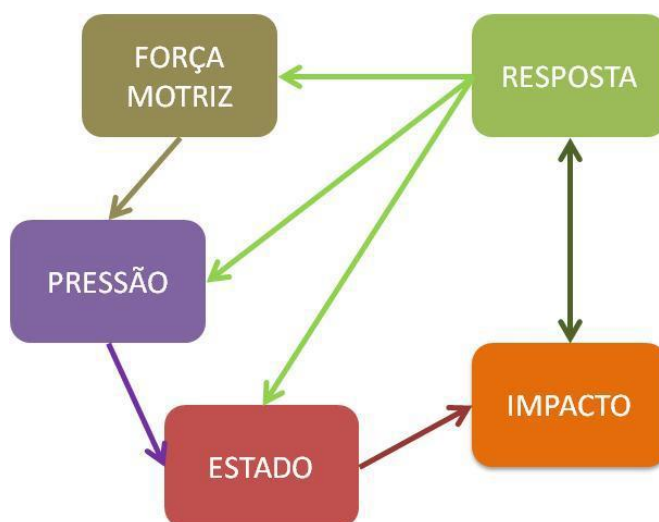 FORÇA
MOTRIZ
RESPOSTA
PRESSÃO
IMPACTO
ESTADO